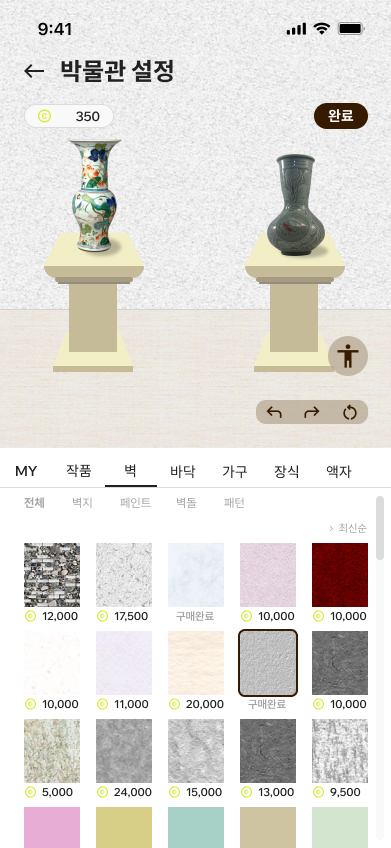 9:41
박물관 설정
C 350
완료
MY 작품 벽 바닥 가구 장식 액자
전체 벽지 페인트 벽돌 패턴
› 최신순
C 12,000 C 17,500 구매완료 C 10,000 C 10,000
C 10,000 C 11,000 C 20,000 구매완료 C 10,000
C 5,000 C 24,000 C 15,000 C 13,000 C 9,500